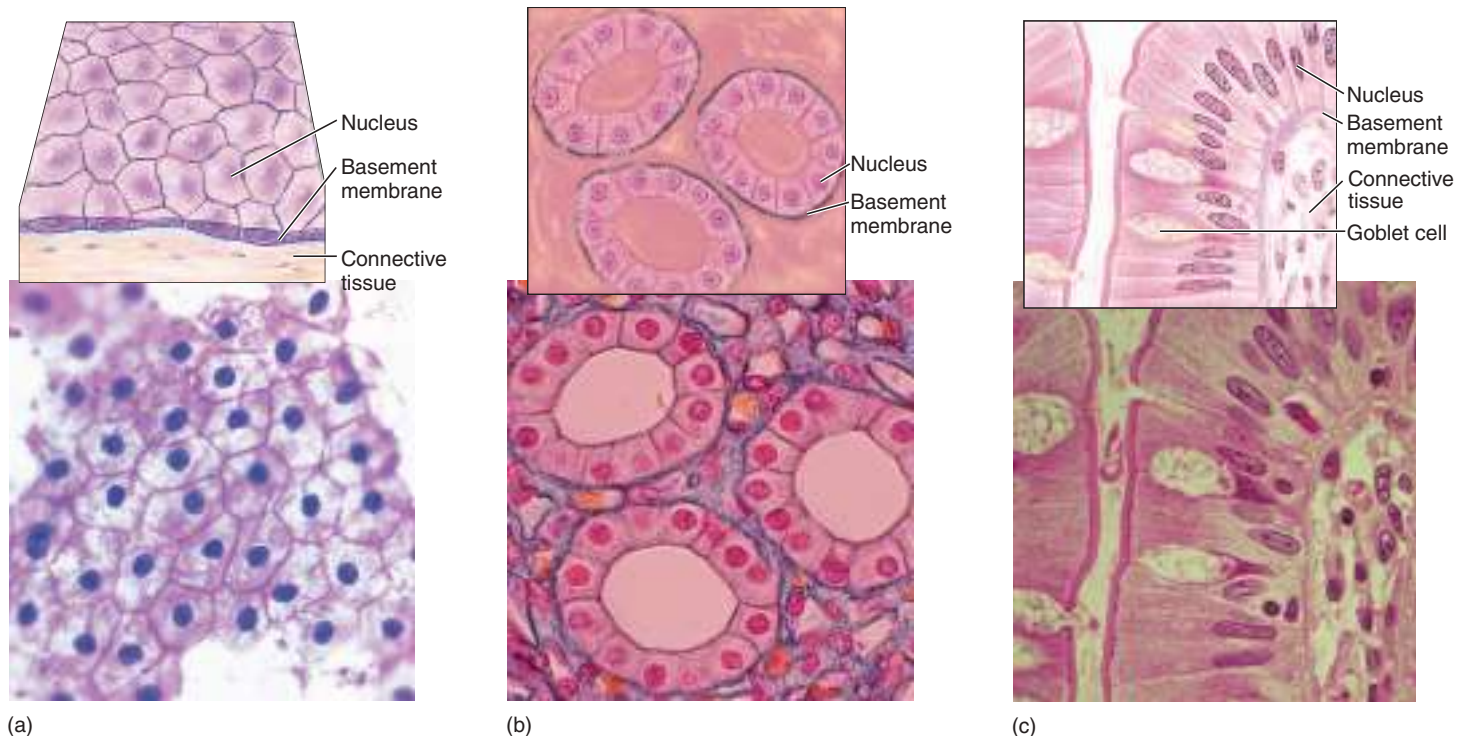 Nucleus
Basement
membrane
Connective
tissue
(a)
Nucleus
Basement
membrane
(b)
Nucleus
Basement
membrane
Connective
tissue
Goblet cell
(c)